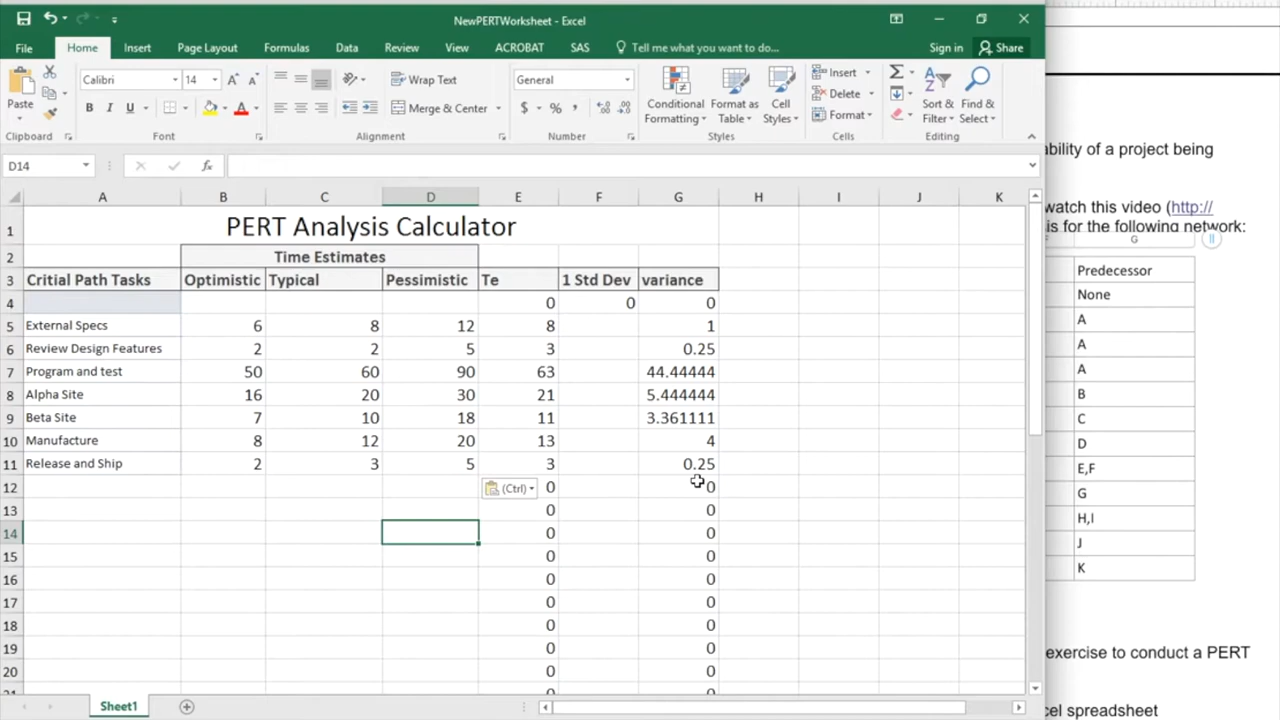 NewPERTWorksheet - Excel
File Home Insert Page Layout Formulas Data Review View ACROBAT SAS Tell me what you want to do... Sign in Share
Calibri 14 A A Wrap Text General Insert
Paste B I U A Merge & Center $ % , Conditional Formatting Format as Table Cell Styles Delete Format Sort & Filter Find & Select
Clipboard Font Alignment Number Styles Cells Editing
D14 fx
A B C D E F G H I J K
1 PERT Analysis Calculator
2 Time Estimates
3 Critial Path Tasks Optimistic Typical Pessimistic Te 1 Std Dev variance
4 0 0 0
5 External Specs 6 8 12 8 1
6 Review Design Features 2 2 5 3 0.25
7 Program and test 50 60 90 63 44.44444
8 Alpha Site 16 20 30 21 5.444444
9 Beta Site 7 10 18 11 3.361111
10 Manufacture 8 12 20 13 4
11 Release and Ship 2 3 5 3 0.25
12 (Ctrl) 0 0
13 0 0
14 0 0
15 0 0
16 0 0
17 0 0
18 0 0
19 0 0
20 0 0
Sheet1
ability of a project being
watch this video (http://
is for the following network:
G
Predecessor
None
A
A
A
B
C
D
E,F
G
H,I
J
K
exercise to conduct a PERT
cel spreadsheet